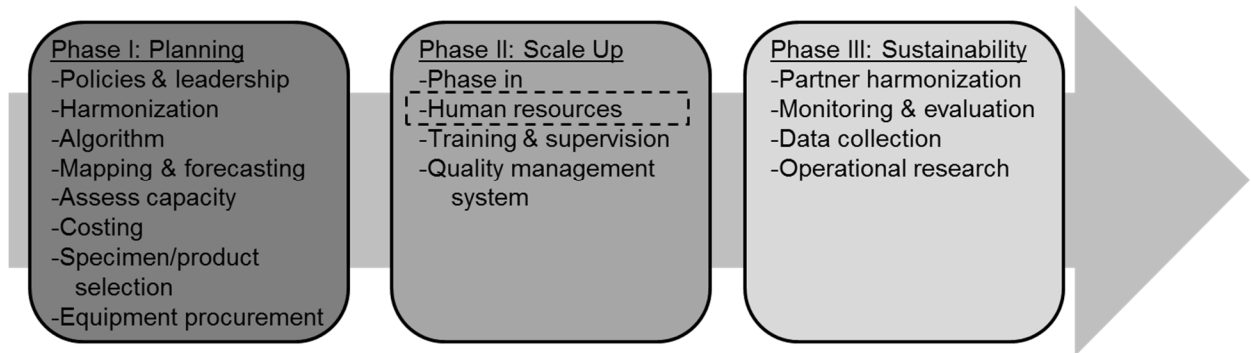 Phase I: Planning
-Policies & leadership
-Harmonization
-Algorithm
-Mapping & forecasting
-Assess capacity
-Costing
-Specimen/product
selection
-Equipment procurement
Phase II: Scale Up
-Phase in
-Human resources
-Training & supervision
-Quality management
system
Phase III: Sustainability
-Partner harmonization
-Monitoring & evaluation
-Data collection
-Operational research